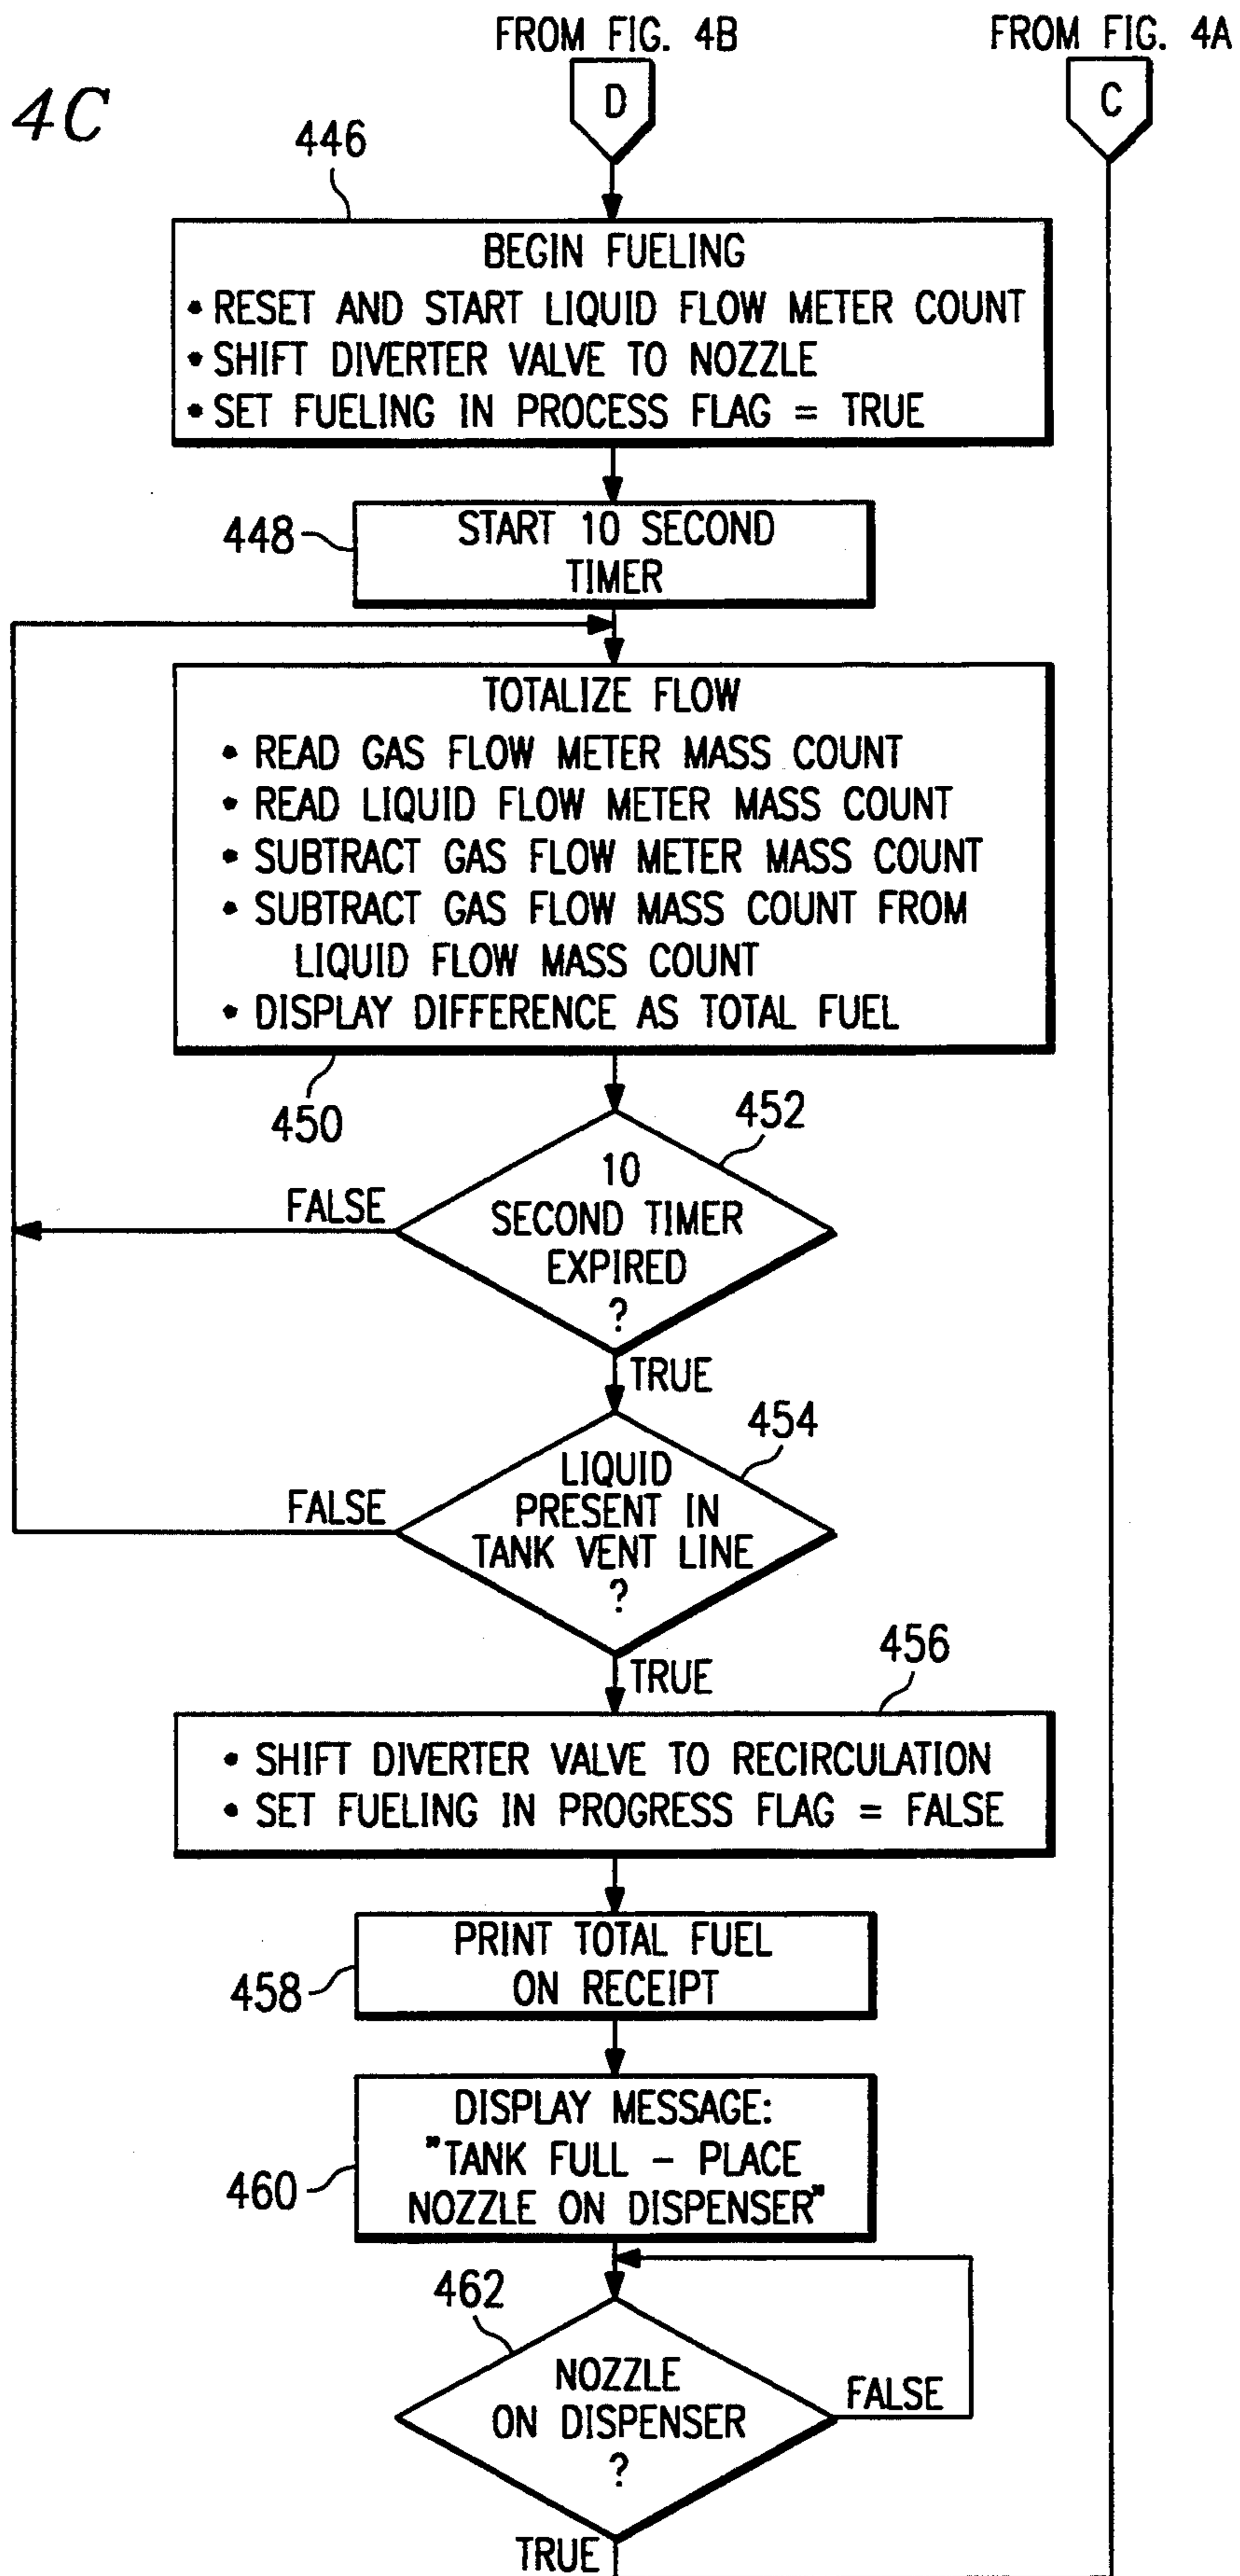 FROM FIG. 4B
FROM FIG. 4A
4C
D
C
446
BEGIN FUELING
• RESET AND START LIQUID FLOW METER COUNT
• SHIFT DIVERTER VALVE TO NOZZLE
• SET FUELING IN PROCESS FLAG = TRUE
448
START 10 SECOND
TIMER
TOTALIZE FLOW
• READ GAS FLOW METER MASS COUNT
• READ LIQUID FLOW METER MASS COUNT
• SUBTRACT GAS FLOW METER MASS COUNT
• SUBTRACT GAS FLOW MASS COUNT FROM
LIQUID FLOW MASS COUNT
• DISPLAY DIFFERENCE AS TOTAL FUEL
450
452
10
SECOND TIMER
EXPIRED
?
FALSE
TRUE
454
LIQUID
PRESENT IN
TANK VENT LINE
?
FALSE
TRUE
456
• SHIFT DIVERTER VALVE TO RECIRCULATION
• SET FUELING IN PROGRESS FLAG = FALSE
458
PRINT TOTAL FUEL
ON RECEIPT
460
DISPLAY MESSAGE:
"TANK FULL – PLACE
NOZZLE ON DISPENSER"
462
NOZZLE
ON DISPENSER
?
FALSE
TRUE